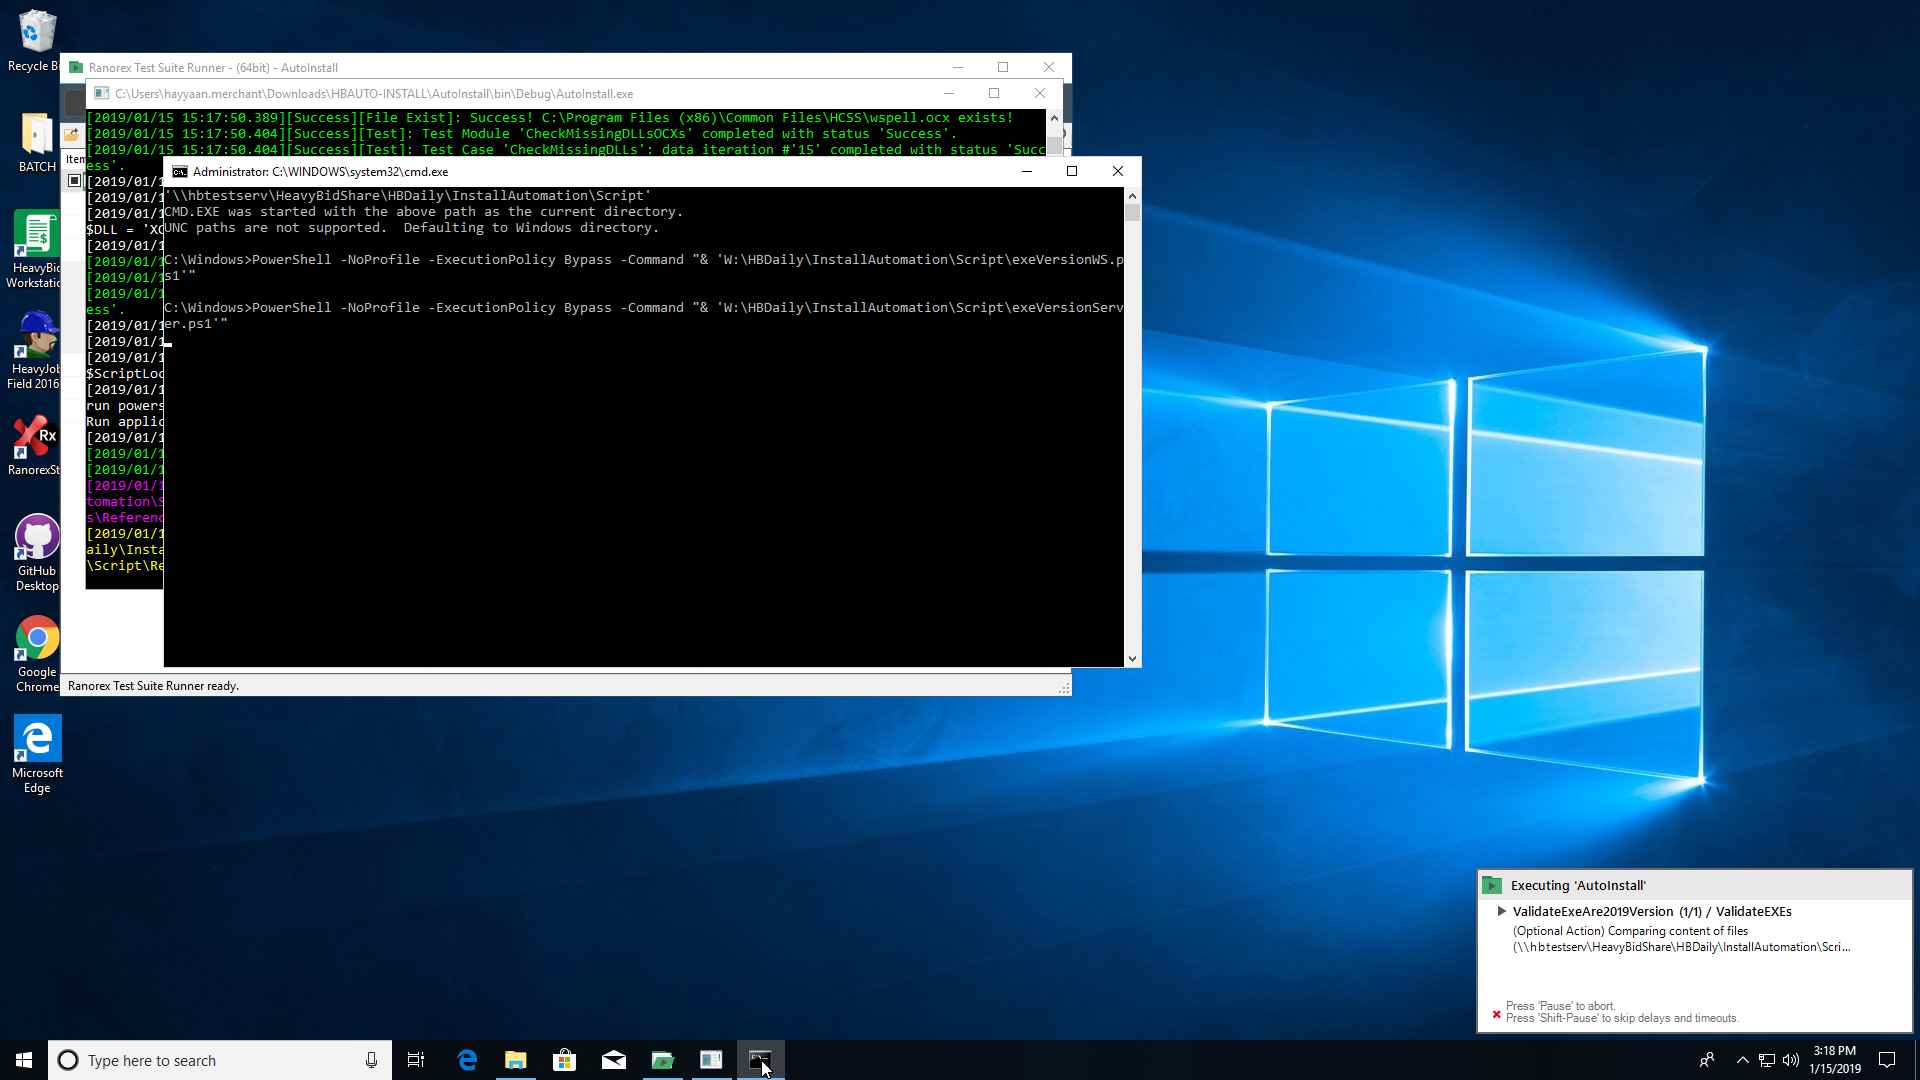 Recycle Bi
BATCH
HeavyBid
Workstatio
HeavyJob
Field 2016
Rx
RanorexSt
GitHub
Desktop
Google
Chrome
Microsoft
Edge
Ranorex Test Suite Runner - (64bit) - AutoInstall
Item
C:\Users\hayyaan.merchant\Downloads\HBAUTO-INSTALL\AutoInstall\bin\Debug\AutoInstall.exe
[2019/01/15 15:17:50.389][Success][File Exist]: Success! C:\Program Files (x86)\Common Files\HCSS\wspell.ocx exists!
[2019/01/15 15:17:50.404][Success][Test]: Test Module 'CheckMissingDLLsOCXs' completed with status 'Success'.
[2019/01/15 15:17:50.404][Success][Test]: Test Case 'CheckMissingDLLs': data iteration #'15' completed with status 'Succ
ess'.
[2019/01/1
[2019/01/1
[2019/01/1
$DLL = 'XC
[2019/01/1
[2019/01/1
[2019/01/1
[2019/01/1
ess'.
[2019/01/1
[2019/01/1
[2019/01/1
$ScriptLoc
[2019/01/1
run powers
Run applic
[2019/01/1
[2019/01/1
[2019/01/1
[2019/01/1
tomation\S
s\Referenc
[2019/01/1
aily\Insta
\Script\Re
Administrator: C:\WINDOWS\system32\cmd.exe
'\\hbtestserv\HeavyBidShare\HBDaily\InstallAutomation\Script'
CMD.EXE was started with the above path as the current directory.
UNC paths are not supported.  Defaulting to Windows directory.
C:\Windows>PowerShell -NoProfile -ExecutionPolicy Bypass -Command "& 'W:\HBDaily\InstallAutomation\Script\exeVersionWS.p
s1'"
C:\Windows>PowerShell -NoProfile -ExecutionPolicy Bypass -Command "& 'W:\HBDaily\InstallAutomation\Script\exeVersionServ
er.ps1'"
Ranorex Test Suite Runner ready.
Executing 'AutoInstall'
ValidateExeAre2019Version (1/1) / ValidateEXEs
(Optional Action) Comparing content of files
(\\hbtestserv\HeavyBidShare\HBDaily\InstallAutomation\Scri...
Press 'Pause' to abort.
Press 'Shift-Pause' to skip delays and timeouts.
Type here to search
3:18 PM
1/15/2019